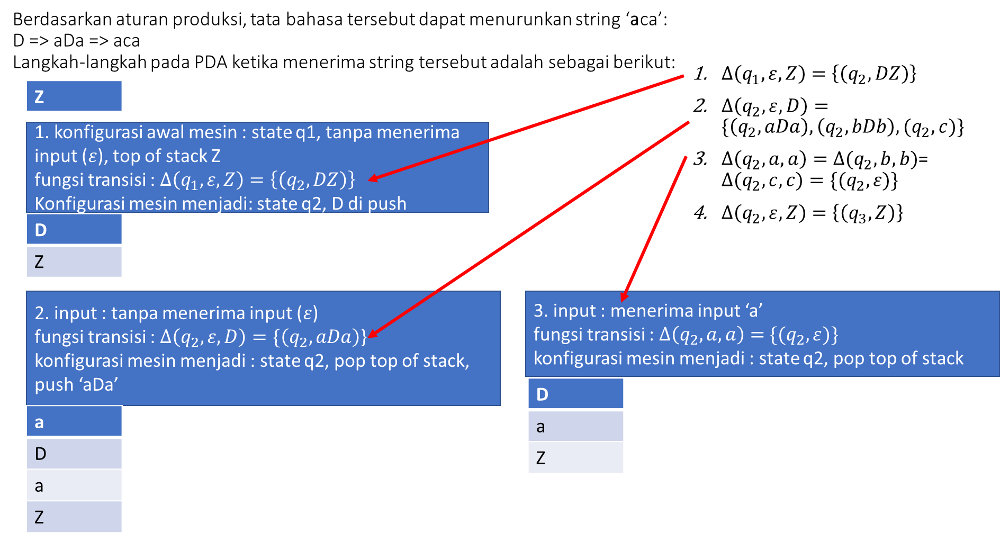 Berdasarkan aturan produksi, tata bahasa tersebut dapat menurunkan string ‘aca’:
D => aDa => aca
Langkah-langkah pada PDA ketika menerima string tersebut adalah sebagai berikut:
1. Δ(q₁, ε, Z) = {(q₂, DZ)}
2. Δ(q₂, ε, D) =
{(q₂, aDa), (q₂, bDb), (q₂, c)}
3. Δ(q₂, a, a) = Δ(q₂, b, b)=
Δ(q₂, c, c) = {(q₂, ε)}
4. Δ(q₂, ε, Z) = {(q₃, Z)}
Z
1. konfigurasi awal mesin : state q1, tanpa menerima
input (ε), top of stack Z
fungsi transisi : Δ(q₁, ε, Z) = {(q₂, DZ)}
Konfigurasi mesin menjadi: state q2, D di push
D
Z
2. input : tanpa menerima input (ε)
fungsi transisi : Δ(q₂, ε, D) = {(q₂, aDa)}
konfigurasi mesin menjadi : state q2, pop top of stack,
push ‘aDa’
a
D
a
Z
3. input : menerima input ‘a’
fungsi transisi : Δ(q₂, a, a) = {(q₂, ε)}
konfigurasi mesin menjadi : state q2, pop top of stack
D
a
Z